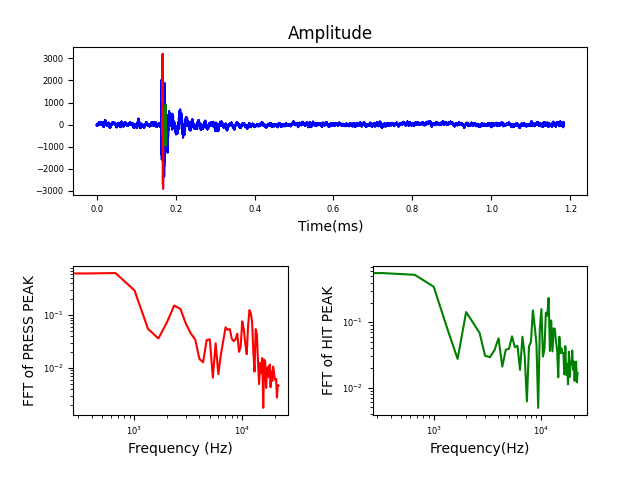 Amplitude
3000
2000
1000
0
−1000
−2000
−3000
0.0 0.2 0.4 0.6 0.8 1.0 1.2
Time(ms)
FFT of PRESS PEAK
10⁻¹
10⁻²
10³ 10⁴
Frequency (Hz)
FFT of HIT PEAK
10⁻¹
10⁻²
10³ 10⁴
Frequency(Hz)